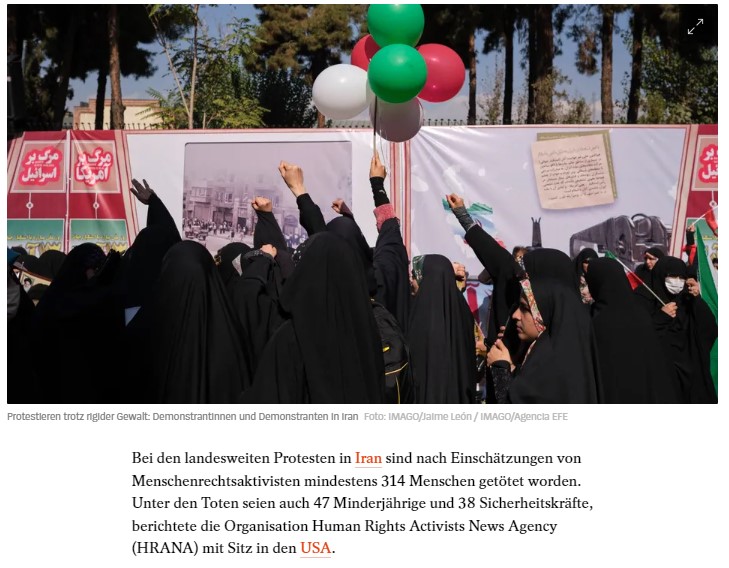 مرگ بر
اسرائیل
مرگ بر
آمریکا
Protestieren trotz rigider Gewalt: Demonstrantinnen und Demonstranten in Iran Foto: IMAGO/Jaime León / IMAGO/Agencia EFE
Bei den landesweiten Protesten in Iran sind nach Einschätzungen von
Menschenrechtsaktivisten mindestens 314 Menschen getötet worden.
Unter den Toten seien auch 47 Minderjährige und 38 Sicherheitskräfte,
berichtete die Organisation Human Rights Activists News Agency
(HRANA) mit Sitz in den USA.